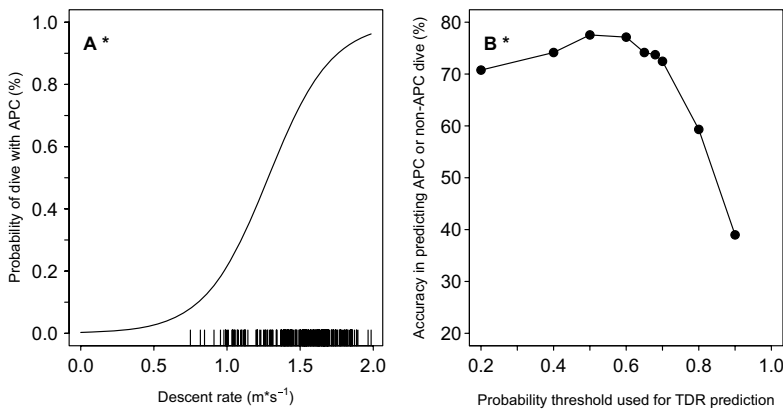 A *
Probability of dive with APC (%)
1.0
0.8
0.6
0.4
0.2
0.0
0.0 0.5 1.0 1.5 2.0
Descent rate (m*s⁻¹)
B *
Accuracy in predicting APC or non-APC dive (%)
80
70
60
50
40
30
20
0.2 0.4 0.6 0.8 1.0
Probability threshold used for TDR prediction